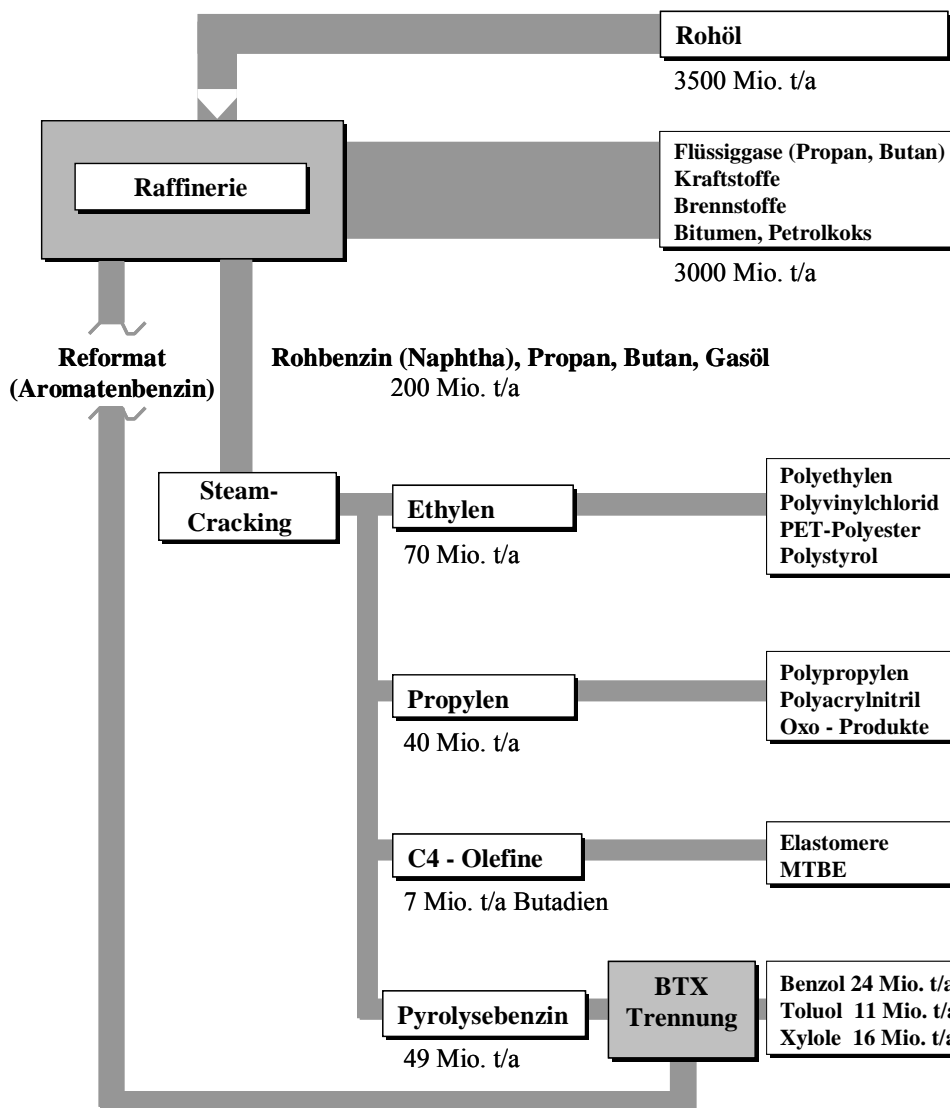 Rohöl
3500 Mio. t/a
Raffinerie
Flüssiggase (Propan, Butan)
Kraftstoffe
Brennstoffe
Bitumen, Petrolkoks
3000 Mio. t/a
Reformat
(Aromatenbenzin)
Rohbenzin (Naphtha), Propan, Butan, Gasöl
200 Mio. t/a
Steam-
Cracking
Ethylen
70 Mio. t/a
Polyethylen
Polyvinylchlorid
PET-Polyester
Polystyrol
Propylen
40 Mio. t/a
Polypropylen
Polyacrylnitril
Oxo - Produkte
C4 - Olefine
7 Mio. t/a Butadien
Elastomere
MTBE
Pyrolysebenzin
49 Mio. t/a
BTX
Trennung
Benzol 24 Mio. t/a
Toluol 11 Mio. t/a
Xylole 16 Mio. t/a